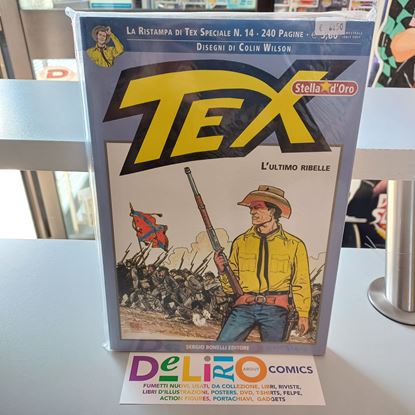 La Ristampa di Tex Speciale N. 14 · 240 Pagine
Disegni di Colin Wilson
Stella d'Oro
TEX
L'ULTIMO RIBELLE
SERGIO BONELLI EDITORE
DELIRIO ABOUT COMICS
FUMETTI NUOVI, USATI, DA COLLEZIONE, LIBRI, RIVISTE,
LIBRI D'ILLUSTRAZIONI, POSTERS, DVD, T-SHIRTS, FELPE,
ACTION FIGURES, PORTACHIAVI, GADGETS